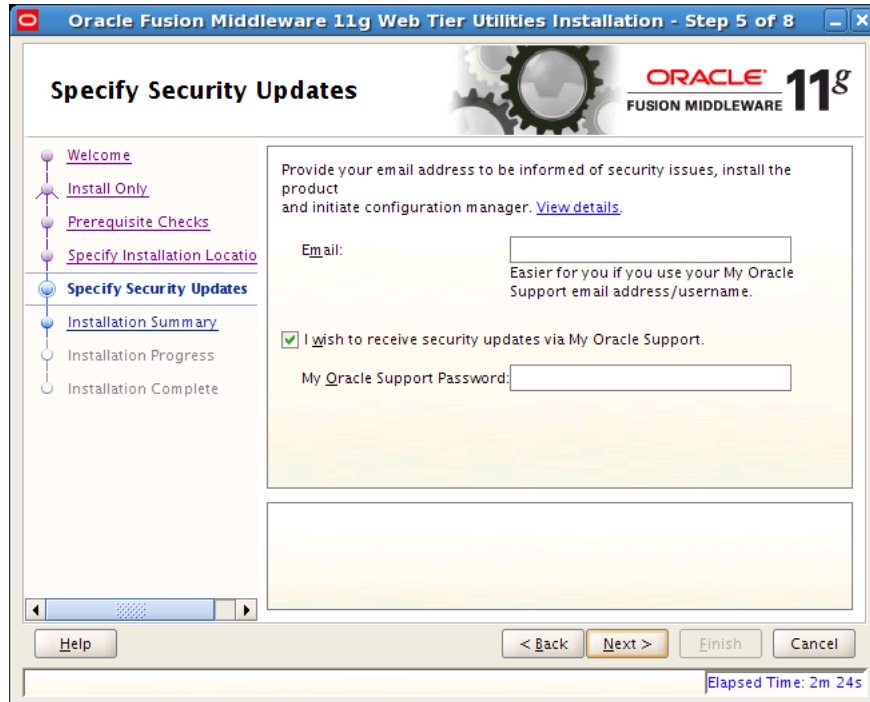 Oracle Fusion Middleware 11g Web Tier Utilities Installation - Step 5 of 8
Specify Security Updates
ORACLE
FUSION MIDDLEWARE
11g
Welcome
Install Only
Prerequisite Checks
Specify Installation Locatio
Specify Security Updates
Installation Summary
Installation Progress
Installation Complete
Provide your email address to be informed of security issues, install the
product
and initiate configuration manager. View details.
Email:
Easier for you if you use your My Oracle
Support email address/username.
I wish to receive security updates via My Oracle Support.
My Oracle Support Password:
Help
< Back
Next >
Finish
Cancel
Elapsed Time: 2m 24s